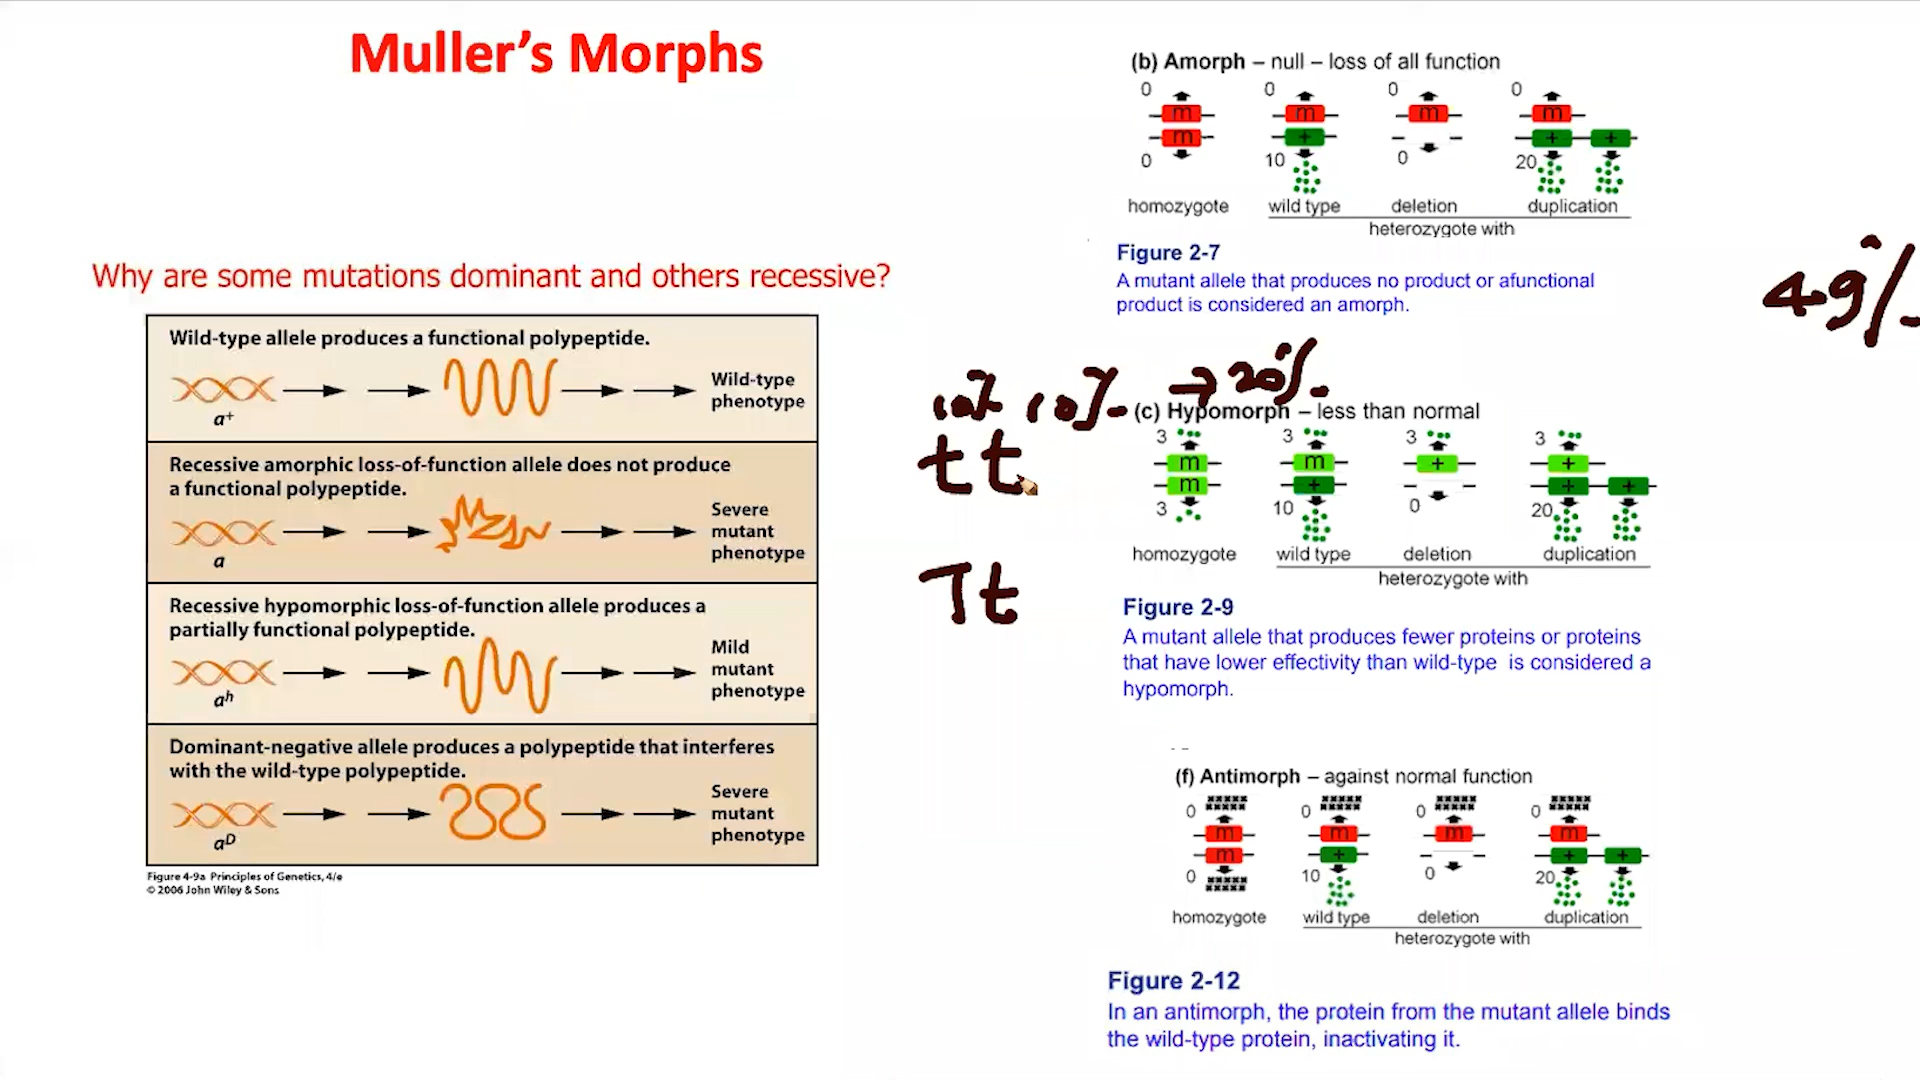 Muller's Morphs
Why are some mutations dominant and others recessive?
Wild-type allele produces a functional polypeptide.
a+
Wild-type
phenotype
Recessive amorphic loss-of-function allele does not produce
a functional polypeptide.
a
Severe
mutant
phenotype
Recessive hypomorphic loss-of-function allele produces a
partially functional polypeptide.
aʰ
Mild
mutant
phenotype
Dominant-negative allele produces a polypeptide that interferes
with the wild-type polypeptide.
aᴰ
Severe
mutant
phenotype
Figure 4-9a Principles of Genetics, 4/e
© 2006 John Wiley & Sons
10% 10% → 20%
t t
T t
(b) Amorph – null – loss of all function
0 0 0 0
m m m m
m + + +
0 10 0 20
homozygote wild type deletion duplication
heterozygote with
Figure 2-7
A mutant allele that produces no product or afunctional
product is considered an amorph.
49%
(c) Hypomorph – less than normal
3 3 3 3
m m + +
m + + +
3 10 0 20
homozygote wild type deletion duplication
heterozygote with
Figure 2-9
A mutant allele that produces fewer proteins or proteins
that have lower effectivity than wild-type is considered a
hypomorph.
(f) Antimorph – against normal function
0 0 0 0
m m m m
m + + +
0 10 0 20
homozygote wild type deletion duplication
heterozygote with
Figure 2-12
In an antimorph, the protein from the mutant allele binds
the wild-type protein, inactivating it.